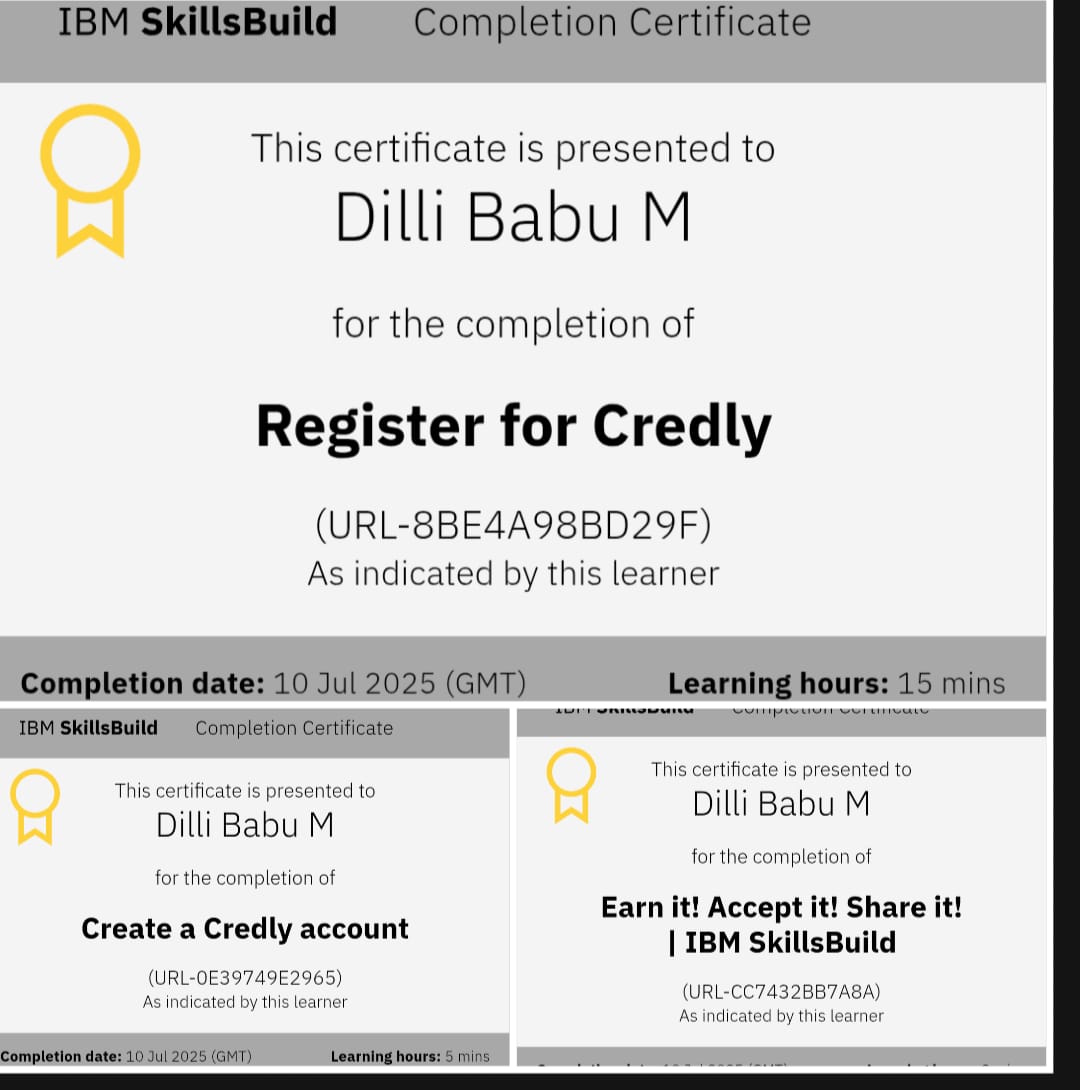 IBM SkillsBuild Completion Certificate
This certificate is presented to
Dilli Babu M
for the completion of
Register for Credly
(URL-8BE4A98BD29F)
As indicated by this learner
Completion date: 10 Jul 2025 (GMT) Learning hours: 15 mins
IBM SkillsBuild Completion Certificate
This certificate is presented to
Dilli Babu M
for the completion of
Create a Credly account
(URL-0E39749E2965)
As indicated by this learner
Completion date: 10 Jul 2025 (GMT) Learning hours: 5 mins
IBM SkillsBuild Completion Certificate
This certificate is presented to
Dilli Babu M
for the completion of
Earn it! Accept it! Share it!
| IBM SkillsBuild
(URL-CC7432BB7A8A)
As indicated by this learner